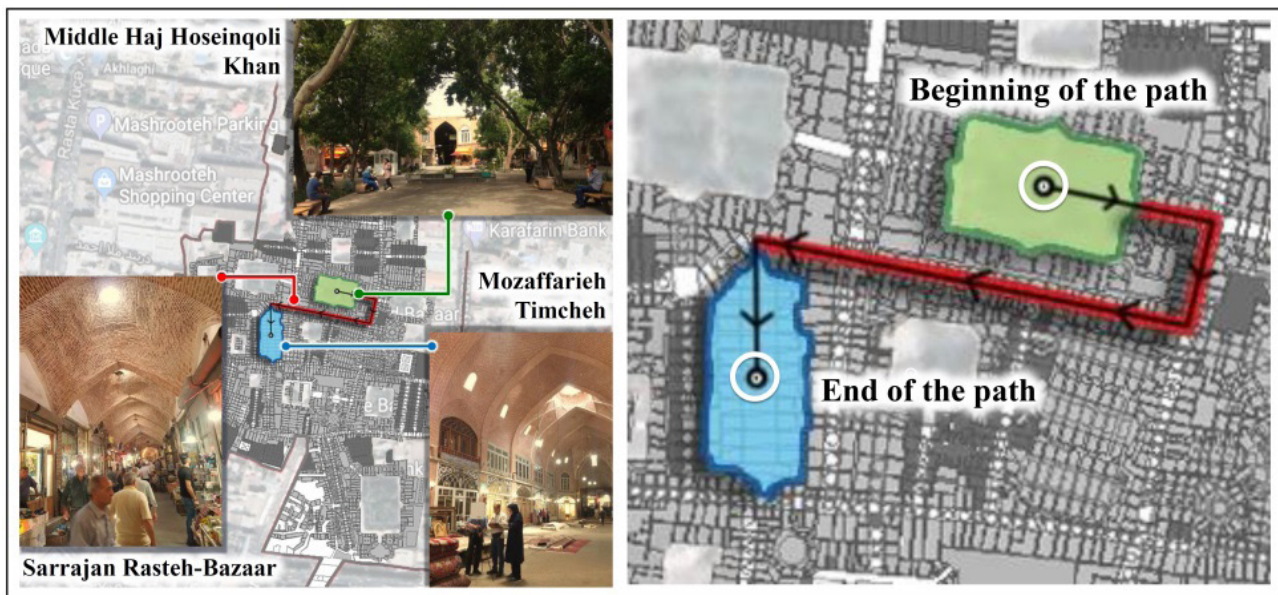 Middle Haj Hoseinqoli
Khan
Akhlaghi
Rasta Kuçe
Mashrooteh Parking
Mashrooteh
Shopping Center
Karafarin Bank
Mozaffarieh
Timcheh
Sarrajan Rasteh-Bazaar
Beginning of the path
End of the path